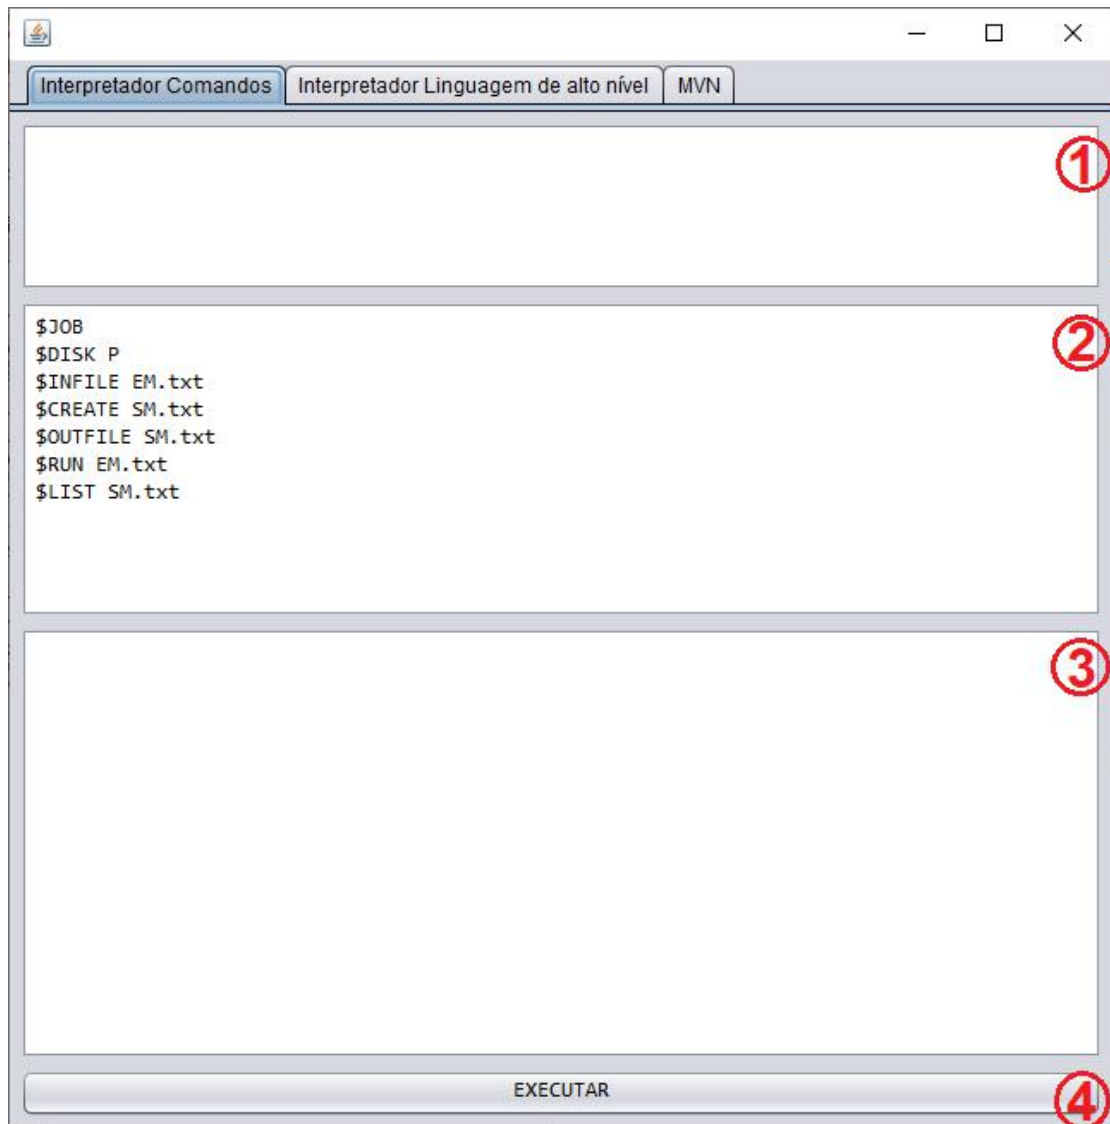 Interpretador Comandos Interpretador Linguagem de alto nível MVN
1
$JOB
$DISK P
$INFILE EM.txt
$CREATE SM.txt
$OUTFILE SM.txt
$RUN EM.txt
$LIST SM.txt
2
3
EXECUTAR
4